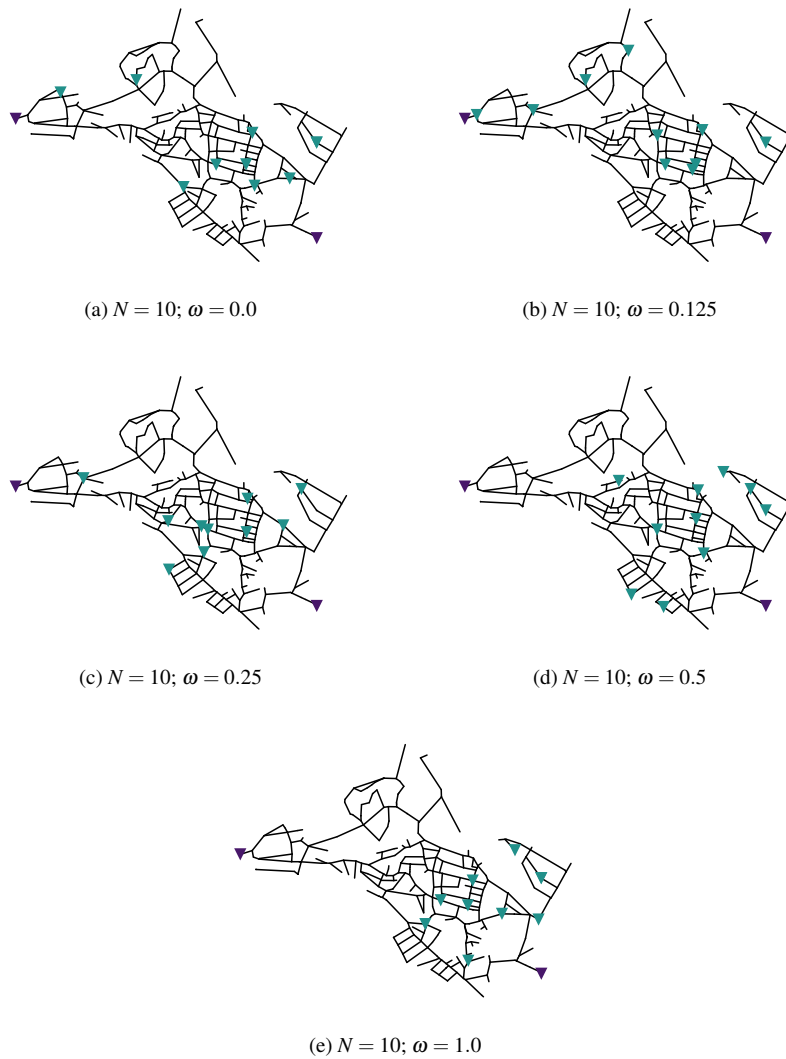 (a) N = 10; ω = 0.0
(b) N = 10; ω = 0.125
(c) N = 10; ω = 0.25
(d) N = 10; ω = 0.5
(e) N = 10; ω = 1.0